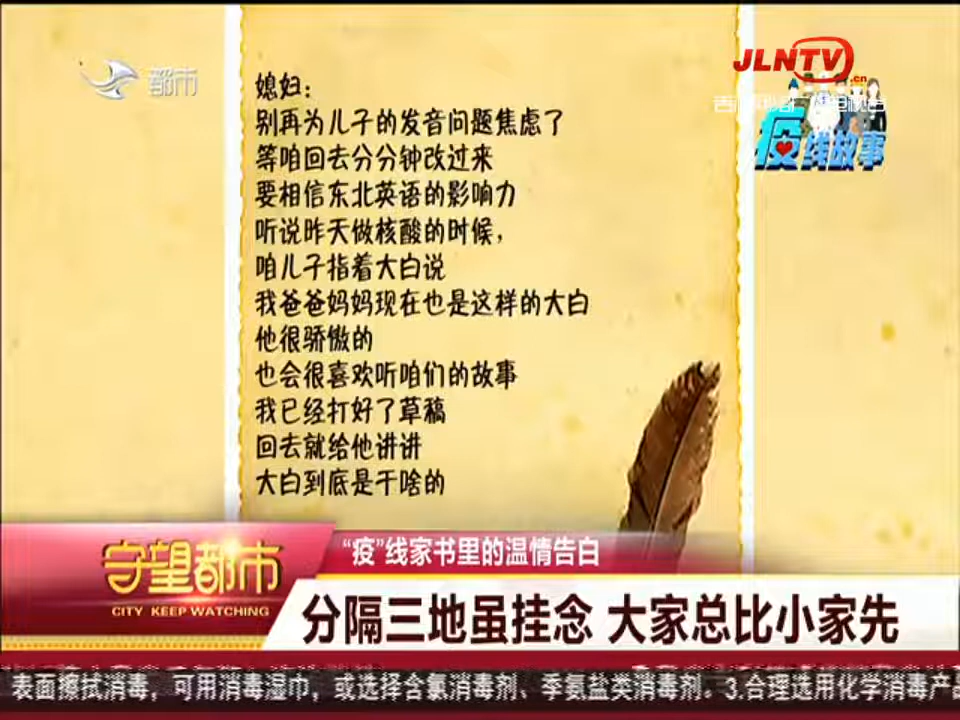 都市
JLNTV
.cn
疫线故事
媳妇：
别再为儿子的发音问题焦虑了
等咱回去分分钟改过来
要相信东北英语的影响力
听说昨天做核酸的时候，
咱儿子指着大白说
我爸爸妈妈现在也是这样的大白
他很骄傲的
也会很喜欢听咱们的故事
我已经打好了草稿
回去就给他讲讲
大白到底是干啥的
“疫”线家书里的温情告白
守望都市
CITY KEEP WATCHING
分隔三地虽挂念 大家总比小家先
表面擦拭消毒，可用消毒湿巾，或选择含氯消毒剂、季氨盐类消毒剂。3.合理选用化学消毒产品